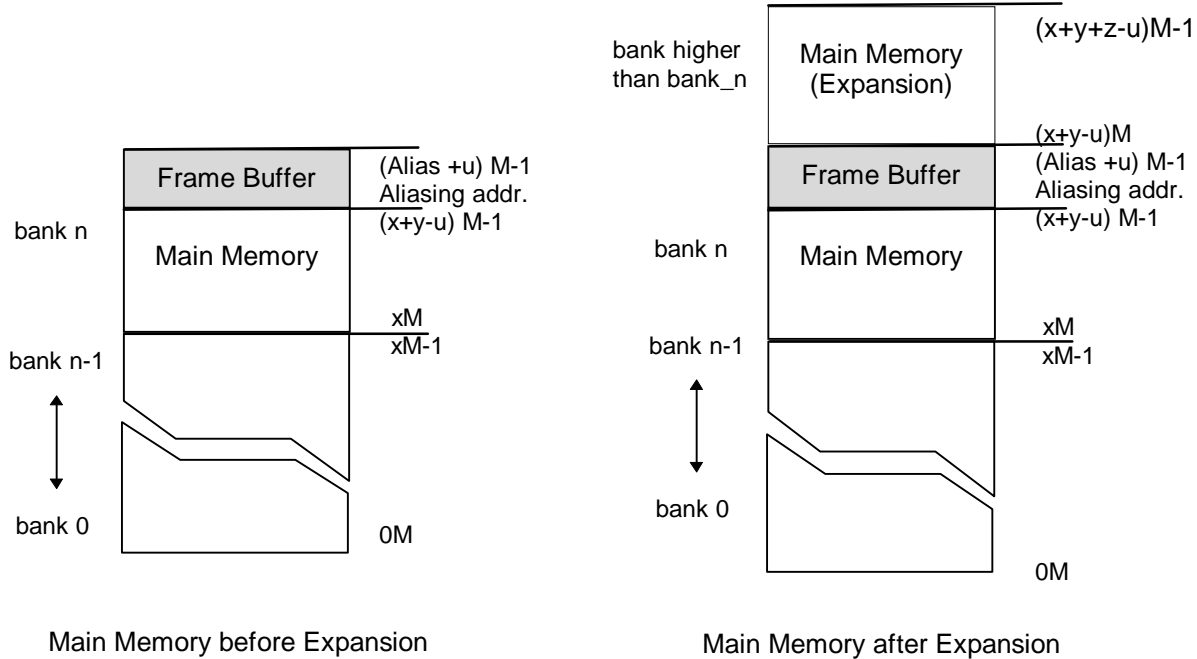 Frame Buffer
(Alias +u) M-1
Aliasing addr.
(x+y-u) M-1
bank n
Main Memory
xM
xM-1
bank n-1
bank 0
0M
Main Memory before Expansion
(x+y+z-u)M-1
bank higher
than bank_n
Main Memory
(Expansion)
(x+y-u)M
(Alias +u) M-1
Aliasing addr.
(x+y-u) M-1
Frame Buffer
bank n
Main Memory
xM
xM-1
bank n-1
bank 0
0M
Main Memory after Expansion